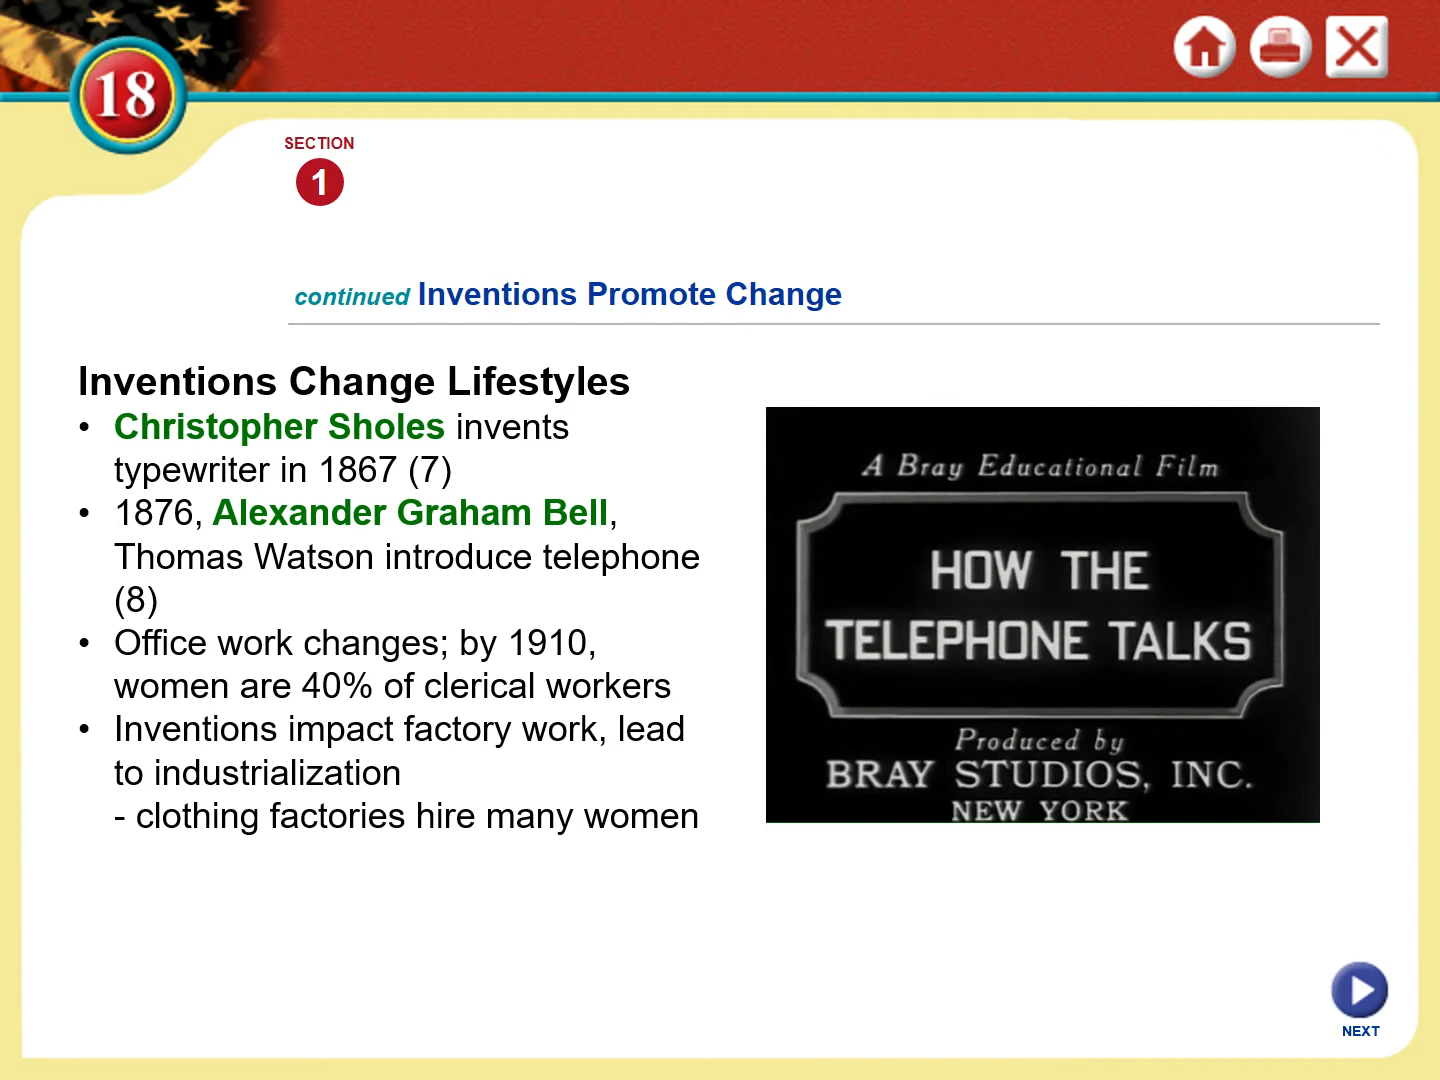 18
SECTION
1
continued Inventions Promote Change
Inventions Change Lifestyles
• Christopher Sholes invents
typewriter in 1867 (7)
• 1876, Alexander Graham Bell,
Thomas Watson introduce telephone
(8)
• Office work changes; by 1910,
women are 40% of clerical workers
• Inventions impact factory work, lead
to industrialization
- clothing factories hire many women
A Bray Educational Film
HOW THE
TELEPHONE TALKS
Produced by
BRAY STUDIOS, INC.
NEW YORK
NEXT